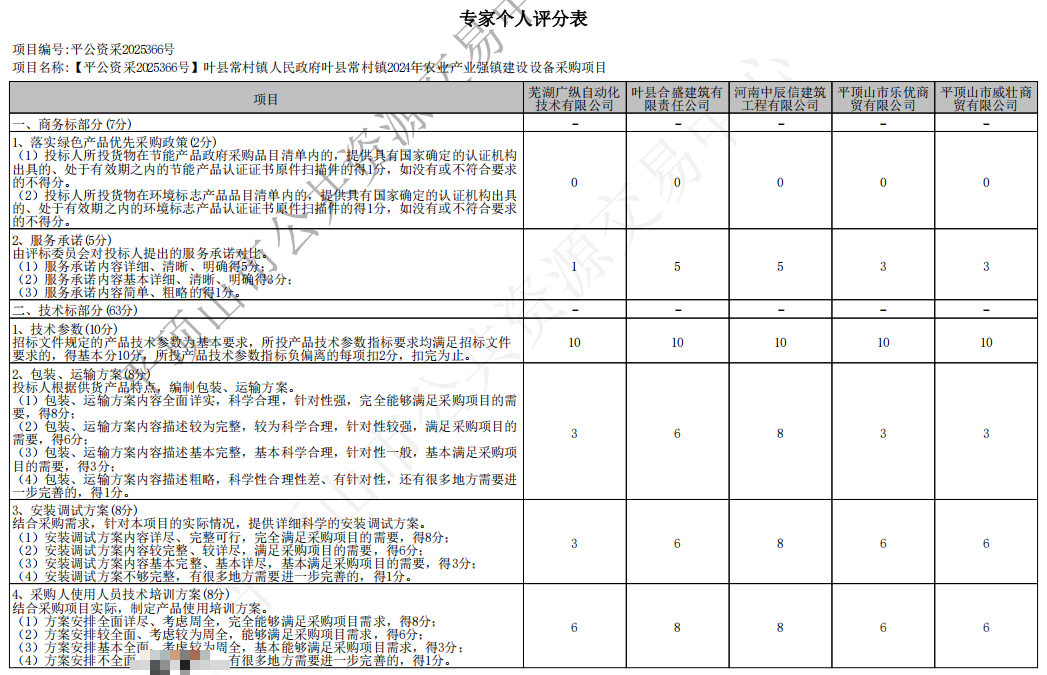 专家个人评分表
项目编号:平公资采2025366号
项目名称:【平公资采2025366号】叶县常村镇人民政府叶县常村镇2024年农业产业强镇建设设备采购项目
项目
芜湖广纵自动化技术有限公司
叶县合盛建筑有限责任公司
河南中辰信建筑工程有限公司
平顶山市乐优商贸有限公司
平顶山市威壮商贸有限公司
一、商务标部分(7分)
– – – – –
1、落实绿色产品优先采购政策(2分)
(1)投标人所投货物在节能产品政府采购品目清单内的,提供具有国家确定的认证机构
出具的、处于有效期之内的节能产品认证证书原件扫描件的得1分,如没有或不符合要求
的不得分。
(2)投标人所投货物在环境标志产品品目清单内的,提供具有国家确定的认证机构出具
的、处于有效期之内的环境标志产品认证证书原件扫描件的得1分,如没有或不符合要求
的不得分。
0 0 0 0 0
2、服务承诺(5分)
由评标委员会对投标人提出的服务承诺对比。
(1)服务承诺内容详细、清晰、明确得5分;
(2)服务承诺内容基本详细、清晰、明确得3分;
(3)服务承诺内容简单、粗略的得1分。
1 5 5 3 3
二、技术标部分(63分)
– – – – –
1、技术参数(10分)
招标文件规定的产品技术参数为基本要求,所投产品技术参数指标要求均满足招标文件
要求的,得基本分10分,所投产品技术参数指标负偏离的每项扣2分,扣完为止。
10 10 10 10 10
2、包装、运输方案(8分)
投标人根据供货产品特点,编制包装、运输方案。
(1)包装、运输方案内容全面详实,科学合理,针对性强,完全能够满足采购项目的需
要,得8分;
(2)包装、运输方案内容描述较为完整,较为科学合理,针对性较强,满足采购项目的
需要,得6分;
(3)包装、运输方案内容描述基本完整,基本科学合理,针对性一般,基本满足采购项
目的需要,得3分;
(4)包装、运输方案内容描述粗略,科学性合理性差、有针对性,还有很多地方需要进
一步完善的,得1分。
3 6 8 3 3
3、安装调试方案(8分)
结合采购需求,针对本项目的实际情况,提供详细科学的安装调试方案。
(1)安装调试方案内容详尽、完整可行,完全满足采购项目的需要,得8分;
(2)安装调试方案内容较完整、较详尽,满足采购项目的需要,得6分;
(3)安装调试方案内容基本完整、基本详尽,基本满足采购项目的需要,得3分;
(4)安装调试方案不够完整,有很多地方需要进一步完善的,得1分。
3 6 8 6 6
4、采购人使用人员技术培训方案(8分)
结合采购项目实际,制定产品使用培训方案。
(1)方案安排全面详尽、考虑周全,完全能够满足采购项目需求,得8分;
(2)方案安排较全面、考虑较为周全,能够满足采购项目需求,得6分;
(3)方案安排基本全面、考虑较为周全,基本能够满足采购项目需求,得3分;
(4)方案安排不全面 有很多地方需要进一步完善的,得1分。
6 8 8 6 6
平顶山市公共资源交易中
平顶山市公共资源交易中心